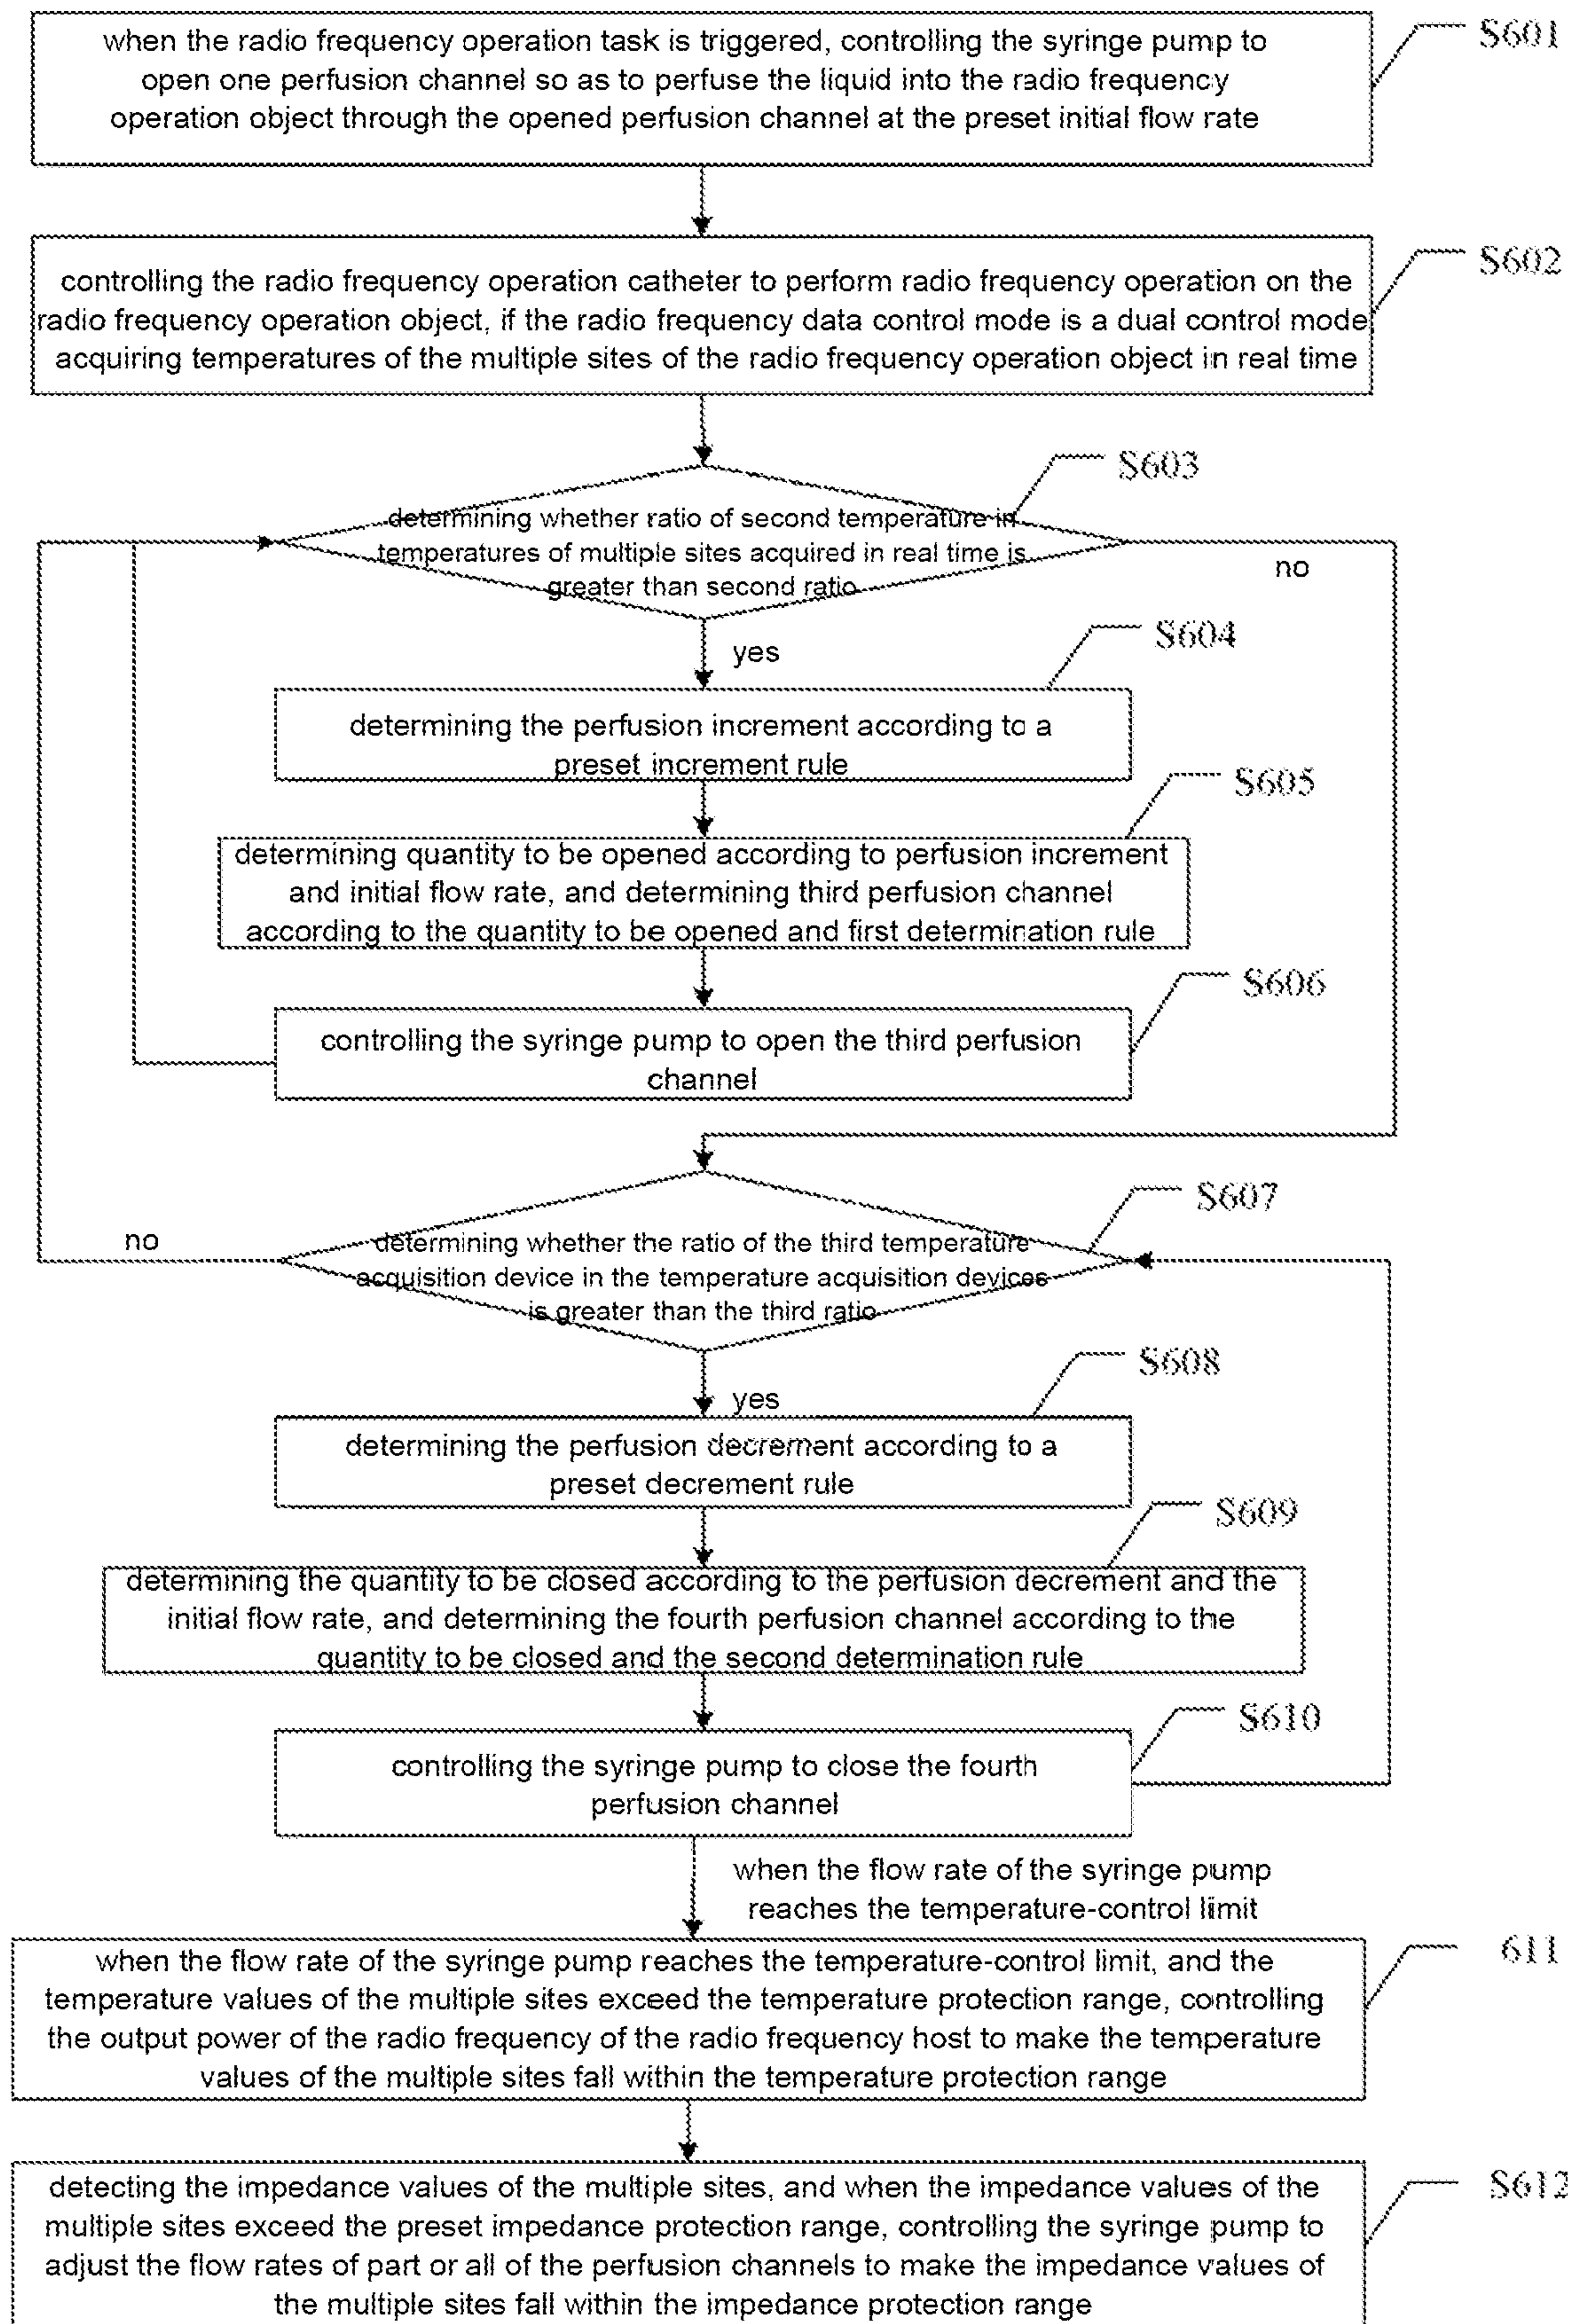 when the radio frequency operation task is triggered, controlling the syringe pump to
open one perfusion channel so as to perfuse the liquid into the radio frequency
operation object through the opened perfusion channel at the preset initial flow rate
S601
controlling the radio frequency operation catheter to perform radio frequency operation on the
radio frequency operation object, if the radio frequency data control mode is a dual control mode
acquiring temperatures of the multiple sites of the radio frequency operation object in real time
S602
determining whether ratio of second temperature in
temperatures of multiple sites acquired in real time is
greater than second ratio
S603
no
yes
determining the perfusion increment according to a
preset increment rule
S604
determining quantity to be opened according to perfusion increment
and initial flow rate, and determining third perfusion channel
according to the quantity to be opened and first determination rule
S605
controlling the syringe pump to open the third perfusion
channel
S606
determining whether the ratio of the third temperature
acquisition device in the temperature acquisition devices
is greater than the third ratio
S607
no
yes
determining the perfusion decrement according to a
preset decrement rule
S608
determining the quantity to be closed according to the perfusion decrement and the
initial flow rate, and determining the fourth perfusion channel according to the
quantity to be closed and the second determination rule
S609
controlling the syringe pump to close the fourth
perfusion channel
S610
when the flow rate of the syringe pump
reaches the temperature-control limit
when the flow rate of the syringe pump reaches the temperature-control limit, and the
temperature values of the multiple sites exceed the temperature protection range, controlling
the output power of the radio frequency of the radio frequency host to make the temperature
values of the multiple sites fall within the temperature protection range
611
detecting the impedance values of the multiple sites, and when the impedance values of the
multiple sites exceed the preset impedance protection range, controlling the syringe pump to
adjust the flow rates of part or all of the perfusion channels to make the impedance values of
the multiple sites fall within the impedance protection range
S612